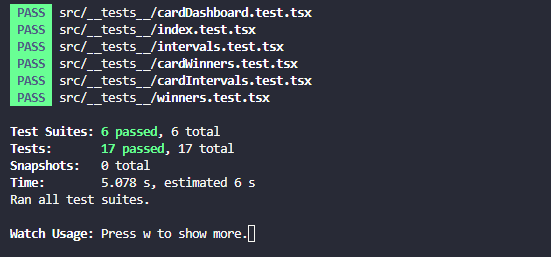 PASS src/__tests__/cardDashboard.test.tsx
PASS src/__tests__/index.test.tsx
PASS src/__tests__/intervals.test.tsx
PASS src/__tests__/cardWinners.test.tsx
PASS src/__tests__/cardIntervals.test.tsx
PASS src/__tests__/winners.test.tsx
Test Suites: 6 passed, 6 total
Tests: 17 passed, 17 total
Snapshots: 0 total
Time: 5.078 s, estimated 6 s
Ran all test suites.
Watch Usage: Press w to show more.